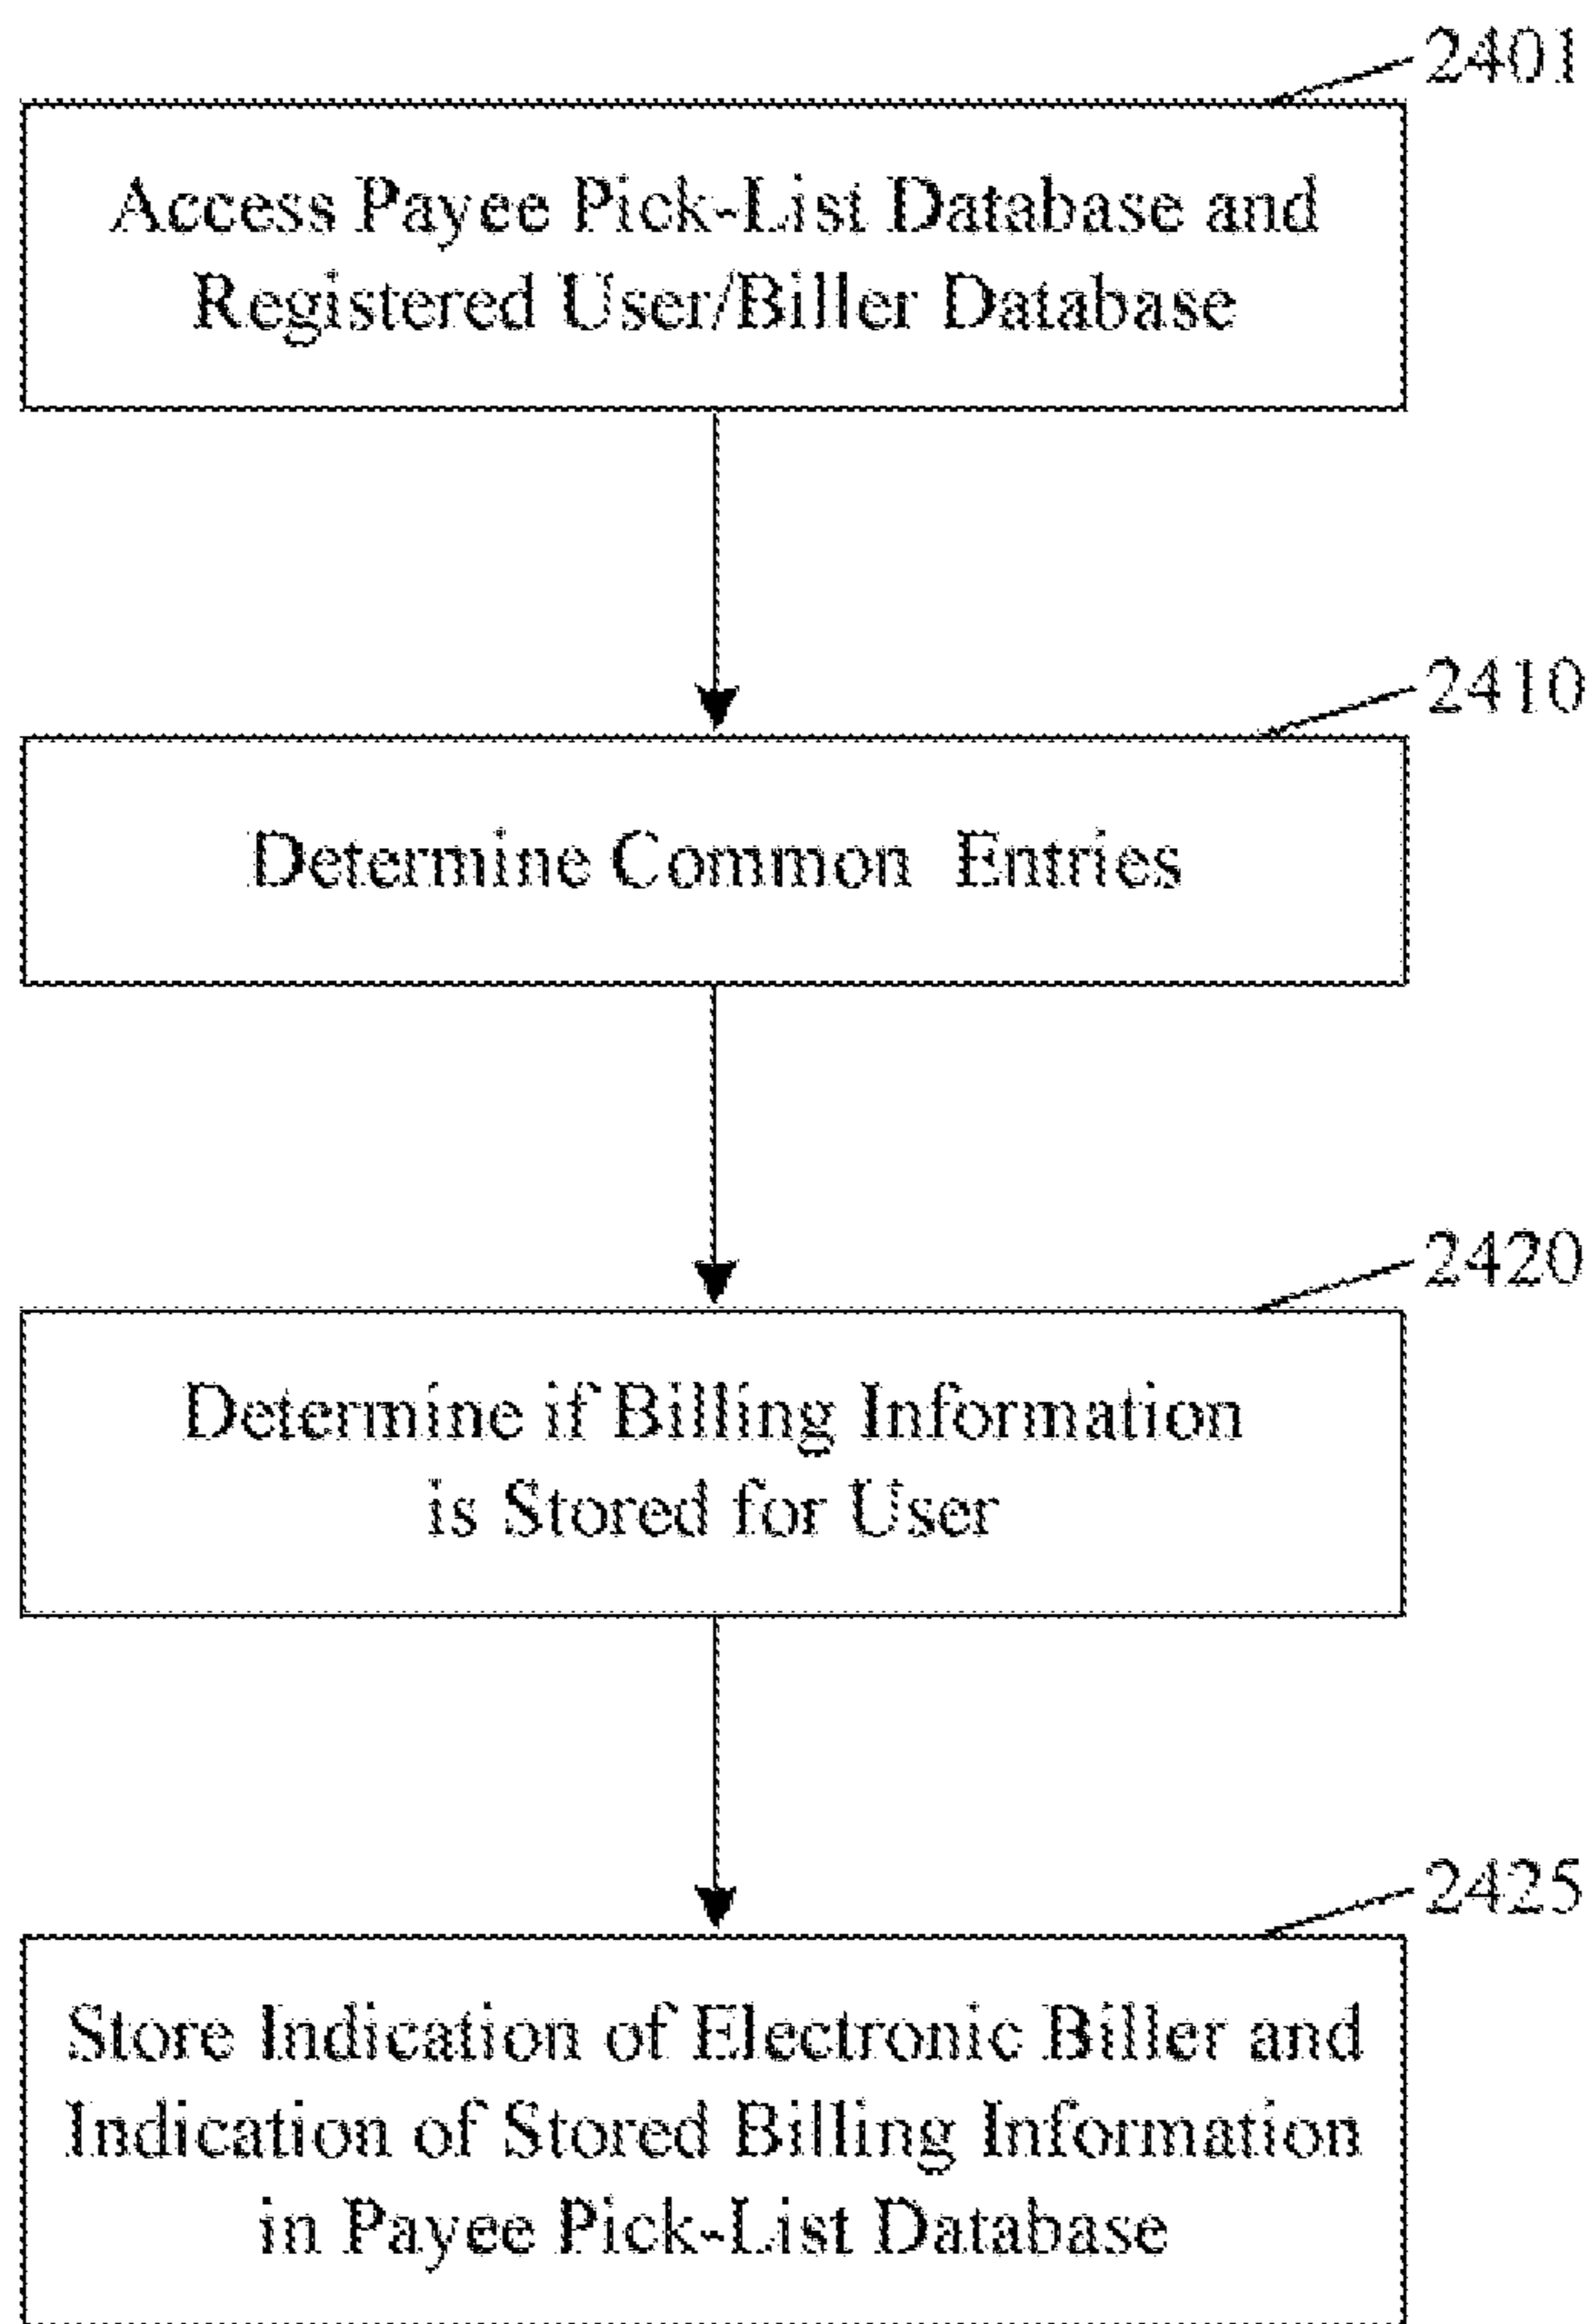 2401
Access Payee Pick-List Database and
Registered User/Biller Database
2410
Determine Common Entries
2420
Determine if Billing Information
is Stored for User
2425
Store Indication of Electronic Biller and
Indication of Stored Billing Information
in Payee Pick-List Database